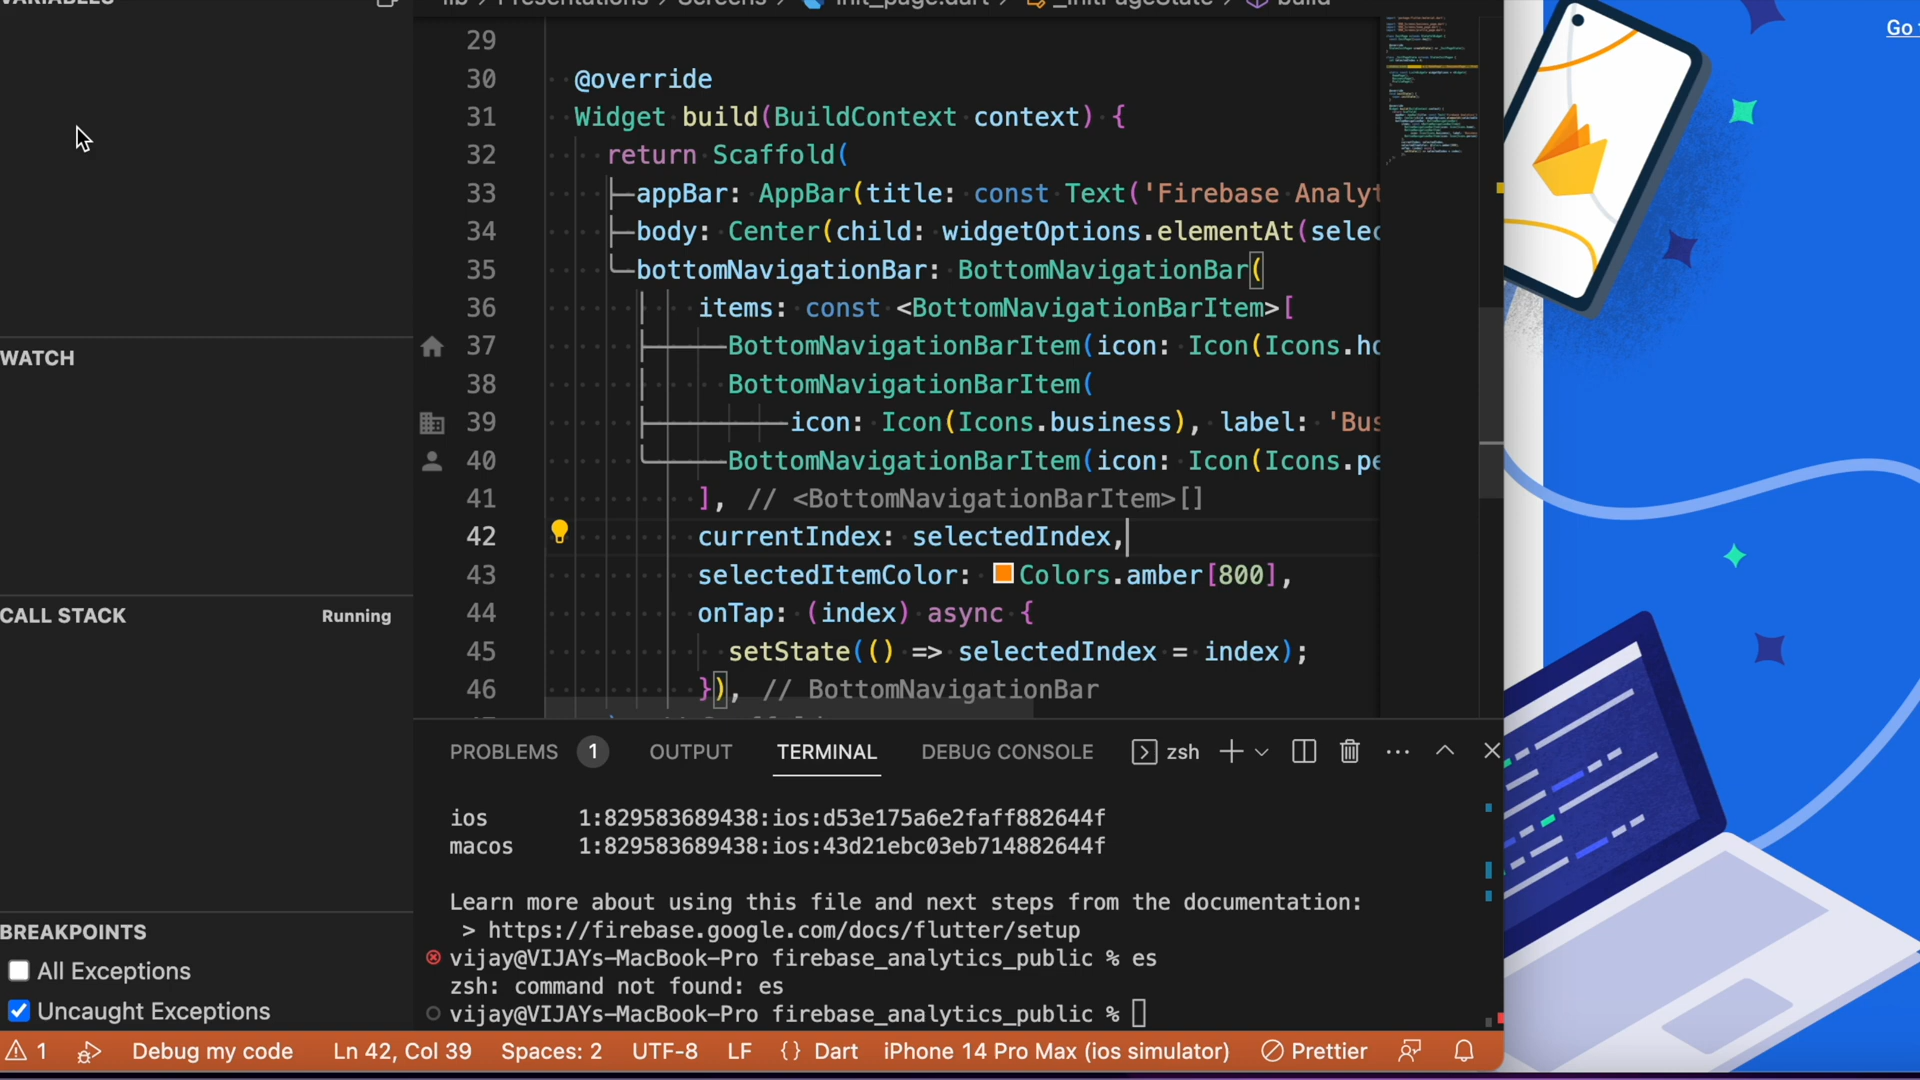 VARIABLES
lib > Presentations > Screens > init_page.dart > _InitPageState > build
Go
29
30 @override
31 Widget build(BuildContext context) {
32 return Scaffold(
33 appBar: AppBar(title: const Text('Firebase Analyt
34 body: Center(child: widgetOptions.elementAt(selec
35 bottomNavigationBar: BottomNavigationBar(
36 items: const <BottomNavigationBarItem>[
37 BottomNavigationBarItem(icon: Icon(Icons.ho
38 BottomNavigationBarItem(
39 icon: Icon(Icons.business), label: 'Bus
40 BottomNavigationBarItem(icon: Icon(Icons.pe
41 ], // <BottomNavigationBarItem>[]
42 currentIndex: selectedIndex,
43 selectedItemColor: Colors.amber[800],
44 onTap: (index) async {
45 setState(() => selectedIndex = index);
46 }), // BottomNavigationBar
WATCH
CALL STACK Running
BREAKPOINTS
All Exceptions
Uncaught Exceptions
PROBLEMS 1 OUTPUT TERMINAL DEBUG CONSOLE zsh
ios 1:829583689438:ios:d53e175a6e2faff882644f
macos 1:829583689438:ios:43d21ebc03eb714882644f
Learn more about using this file and next steps from the documentation:
> https://firebase.google.com/docs/flutter/setup
vijay@VIJAYs-MacBook-Pro firebase_analytics_public % es
zsh: command not found: es
vijay@VIJAYs-MacBook-Pro firebase_analytics_public %
1 Debug my code Ln 42, Col 39 Spaces: 2 UTF-8 LF {} Dart iPhone 14 Pro Max (ios simulator) Prettier